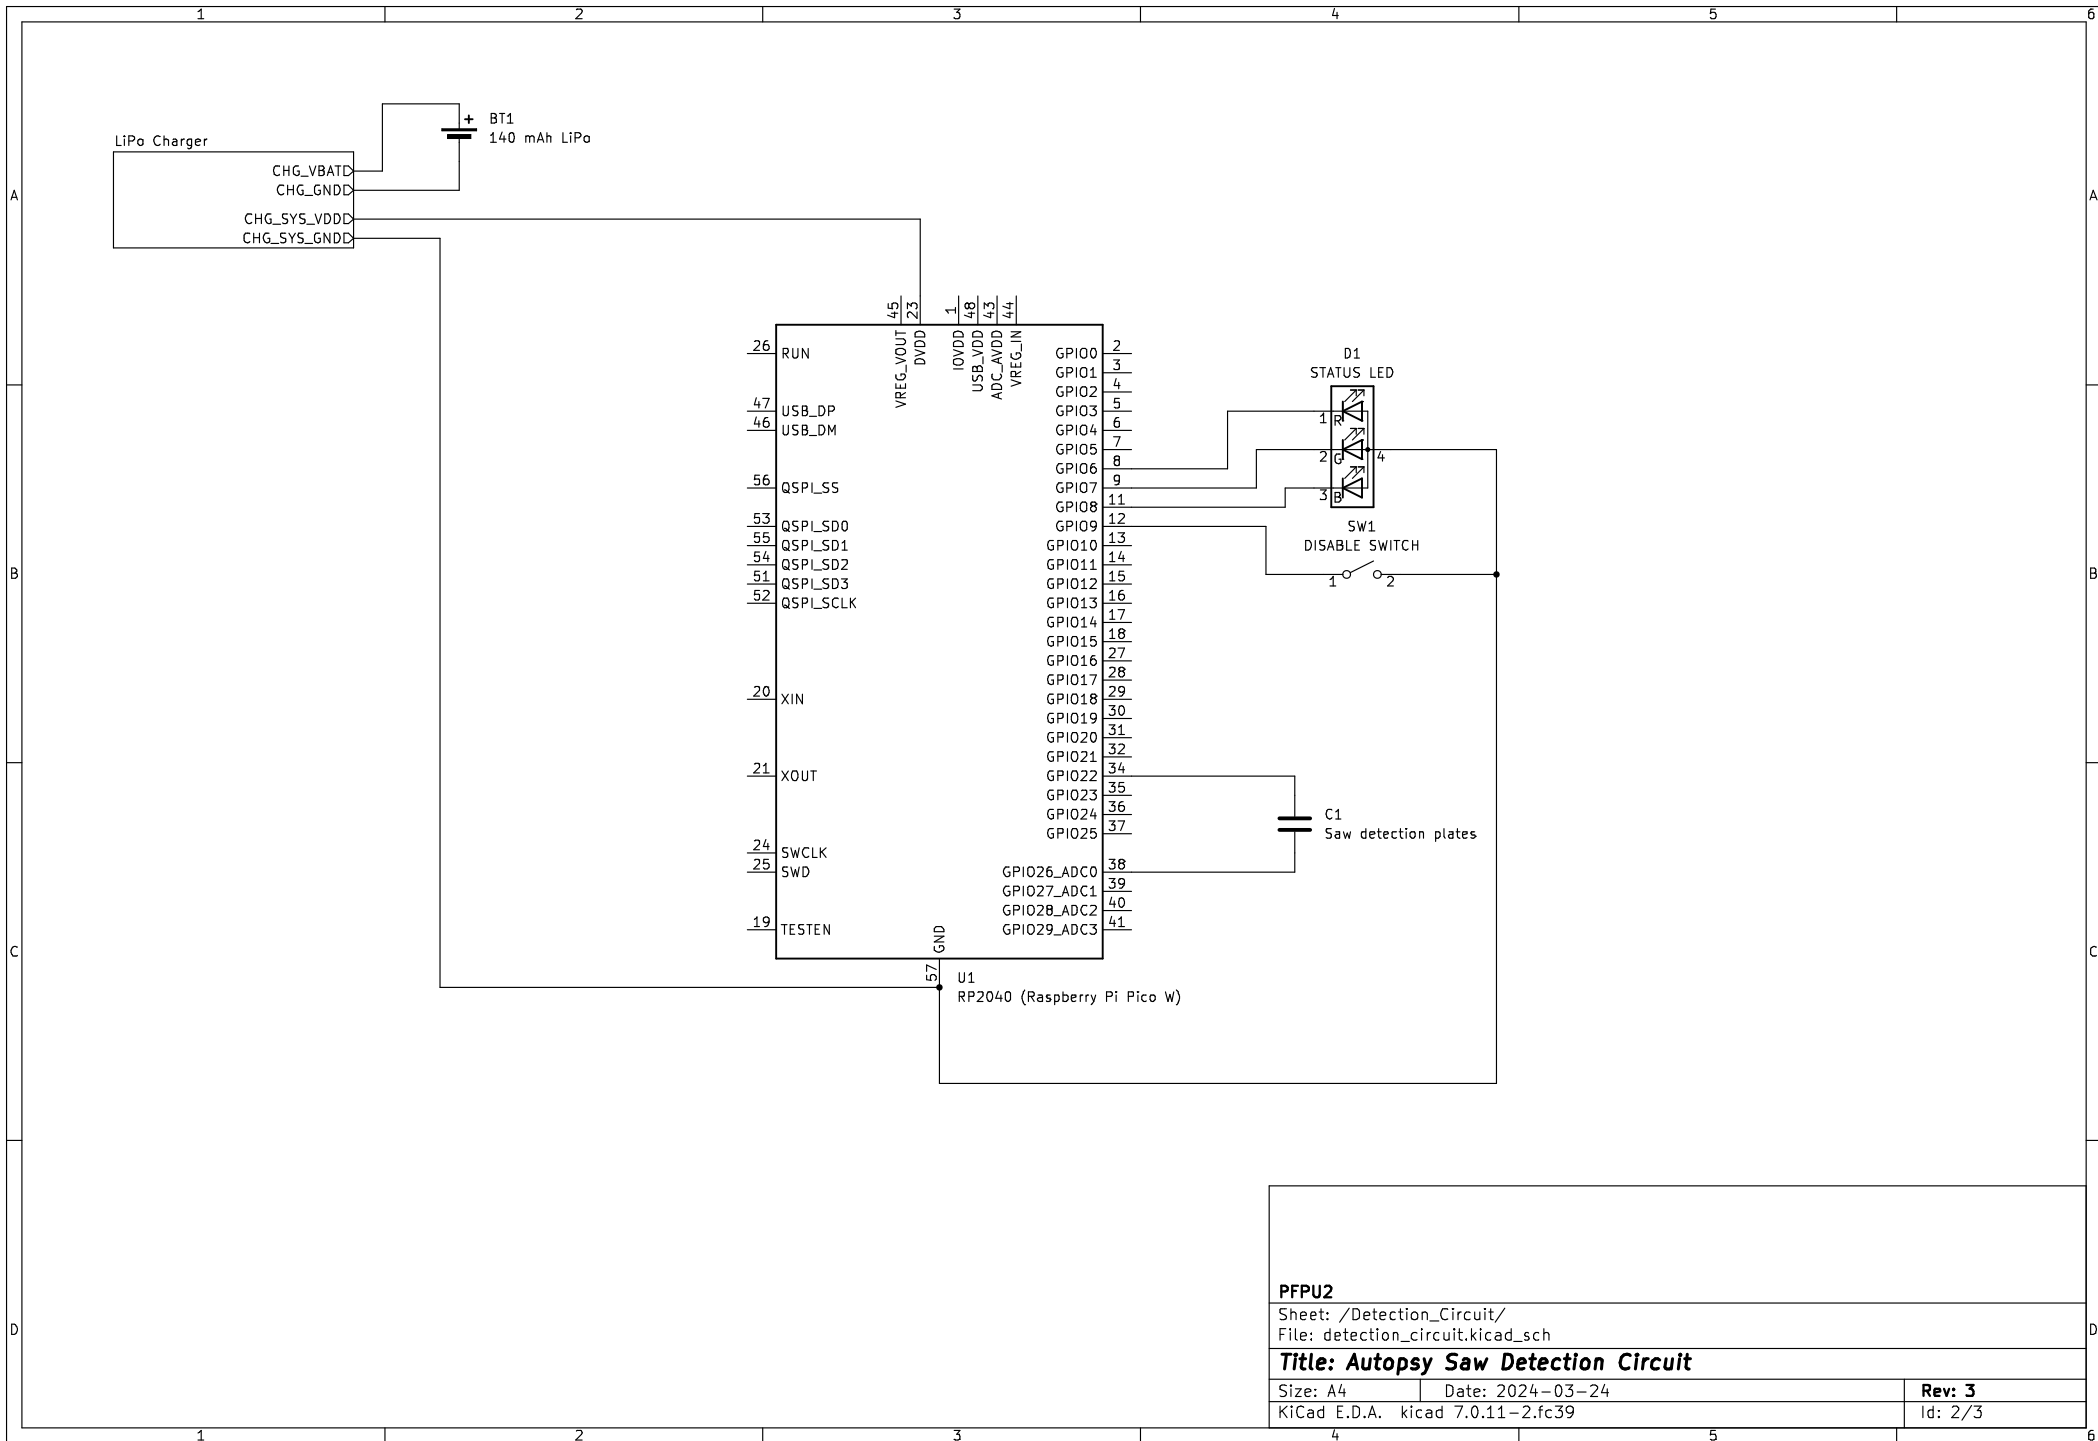 1 2 3 4 5 6
A A
B B
C C
D D
LiPo Charger
CHG_VBAT
CHG_GND
CHG_SYS_VDD
CHG_SYS_GND
+ BT1
140 mAh LiPo
45 23 1 48 43 44
VREG_VOUT DVDD IOVDD USB_VDD ADC_AVDD VREG_IN
26 RUN
47 USB_DP
46 USB_DM
56 QSPI_SS
53 QSPI_SD0
55 QSPI_SD1
54 QSPI_SD2
51 QSPI_SD3
52 QSPI_SCLK
20 XIN
21 XOUT
24 SWCLK
25 SWD
19 TESTEN
GPIO0 2
GPIO1 3
GPIO2 4
GPIO3 5
GPIO4 6
GPIO5 7
GPIO6 8
GPIO7 9
GPIO8 11
GPIO9 12
GPIO10 13
GPIO11 14
GPIO12 15
GPIO13 16
GPIO14 17
GPIO15 18
GPIO16 27
GPIO17 28
GPIO18 29
GPIO19 30
GPIO20 31
GPIO21 32
GPIO22 34
GPIO23 35
GPIO24 36
GPIO25 37
GPIO26_ADC0 38
GPIO27_ADC1 39
GPIO28_ADC2 40
GPIO29_ADC3 41
GND
57
U1
RP2040 (Raspberry Pi Pico W)
D1
STATUS LED
1 R
2 G 4
3 B
SW1
DISABLE SWITCH
1 2
C1
Saw detection plates
PFPU2
Sheet: /Detection_Circuit/
File: detection_circuit.kicad_sch
Title: Autopsy Saw Detection Circuit
Size: A4 Date: 2024-03-24 Rev: 3
KiCad E.D.A. kicad 7.0.11-2.fc39 Id: 2/3
1 2 3 4 5 6